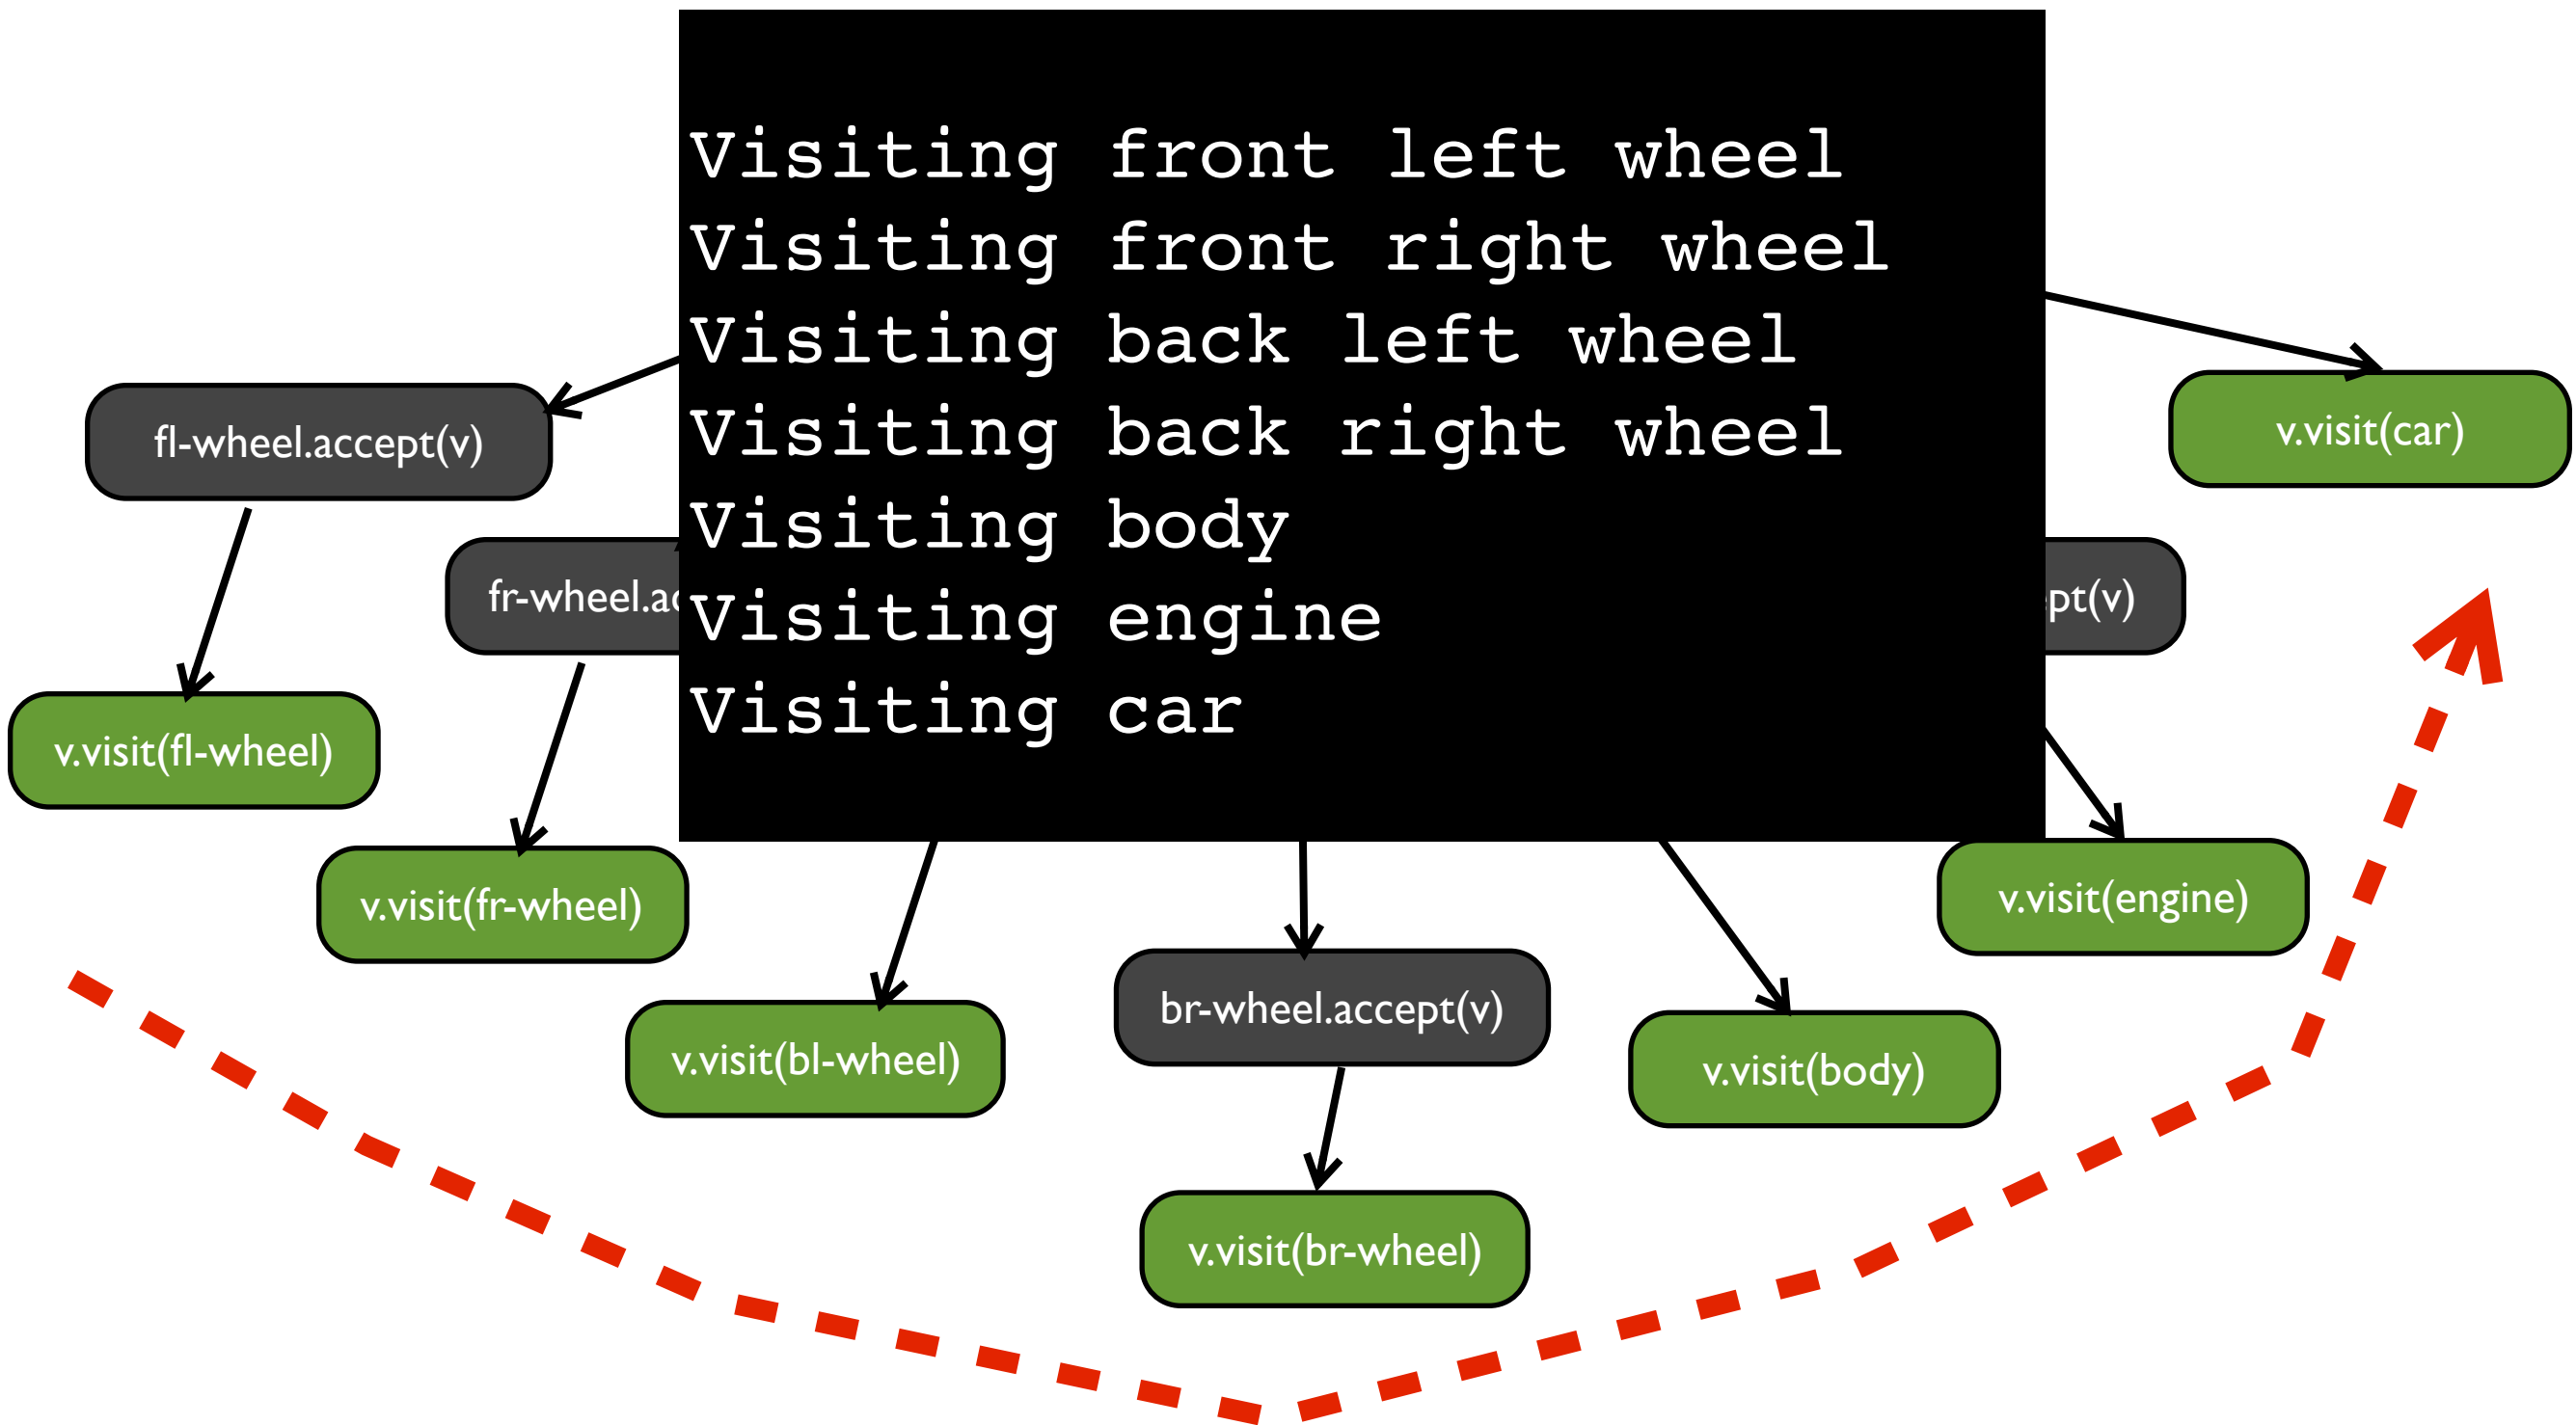 Visiting front left wheel
Visiting front right wheel
Visiting back left wheel
Visiting back right wheel
Visiting body
Visiting engine
Visiting car
fl-wheel.accept(v)
v.visit(car)
v.visit(fl-wheel)
v.visit(fr-wheel)
v.visit(engine)
br-wheel.accept(v)
v.visit(bl-wheel)
v.visit(body)
v.visit(br-wheel)